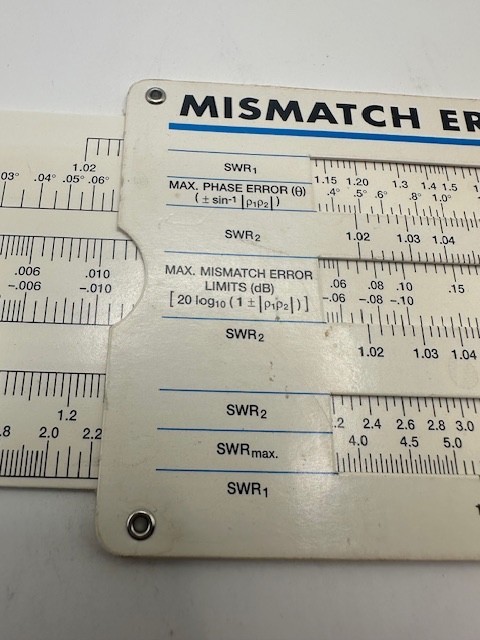 MISMATCH ER
1.02
SWR₁
1.15 1.20 1.3 1.4 1.5
.03° .04° .05° .06°
MAX. PHASE ERROR (θ)
(± sin⁻¹ |ρ₁ρ₂|)
.4° .5° .6° .8° 1.0°
SWR₂
1.02 1.03 1.04
.006 .010
-.006 -.010
MAX. MISMATCH ERROR
LIMITS (dB)
[20 log₁₀ (1 ± |ρ₁ρ₂|)]
.06 .08 .10 .15
-.06 -.08 -.10
SWR₂
1.02 1.03 1.04
1.2
SWR₂
.2 2.4 2.6 2.8 3.0
.8 2.0 2.2
SWRmax.
4.0 4.5 5.0
SWR₁